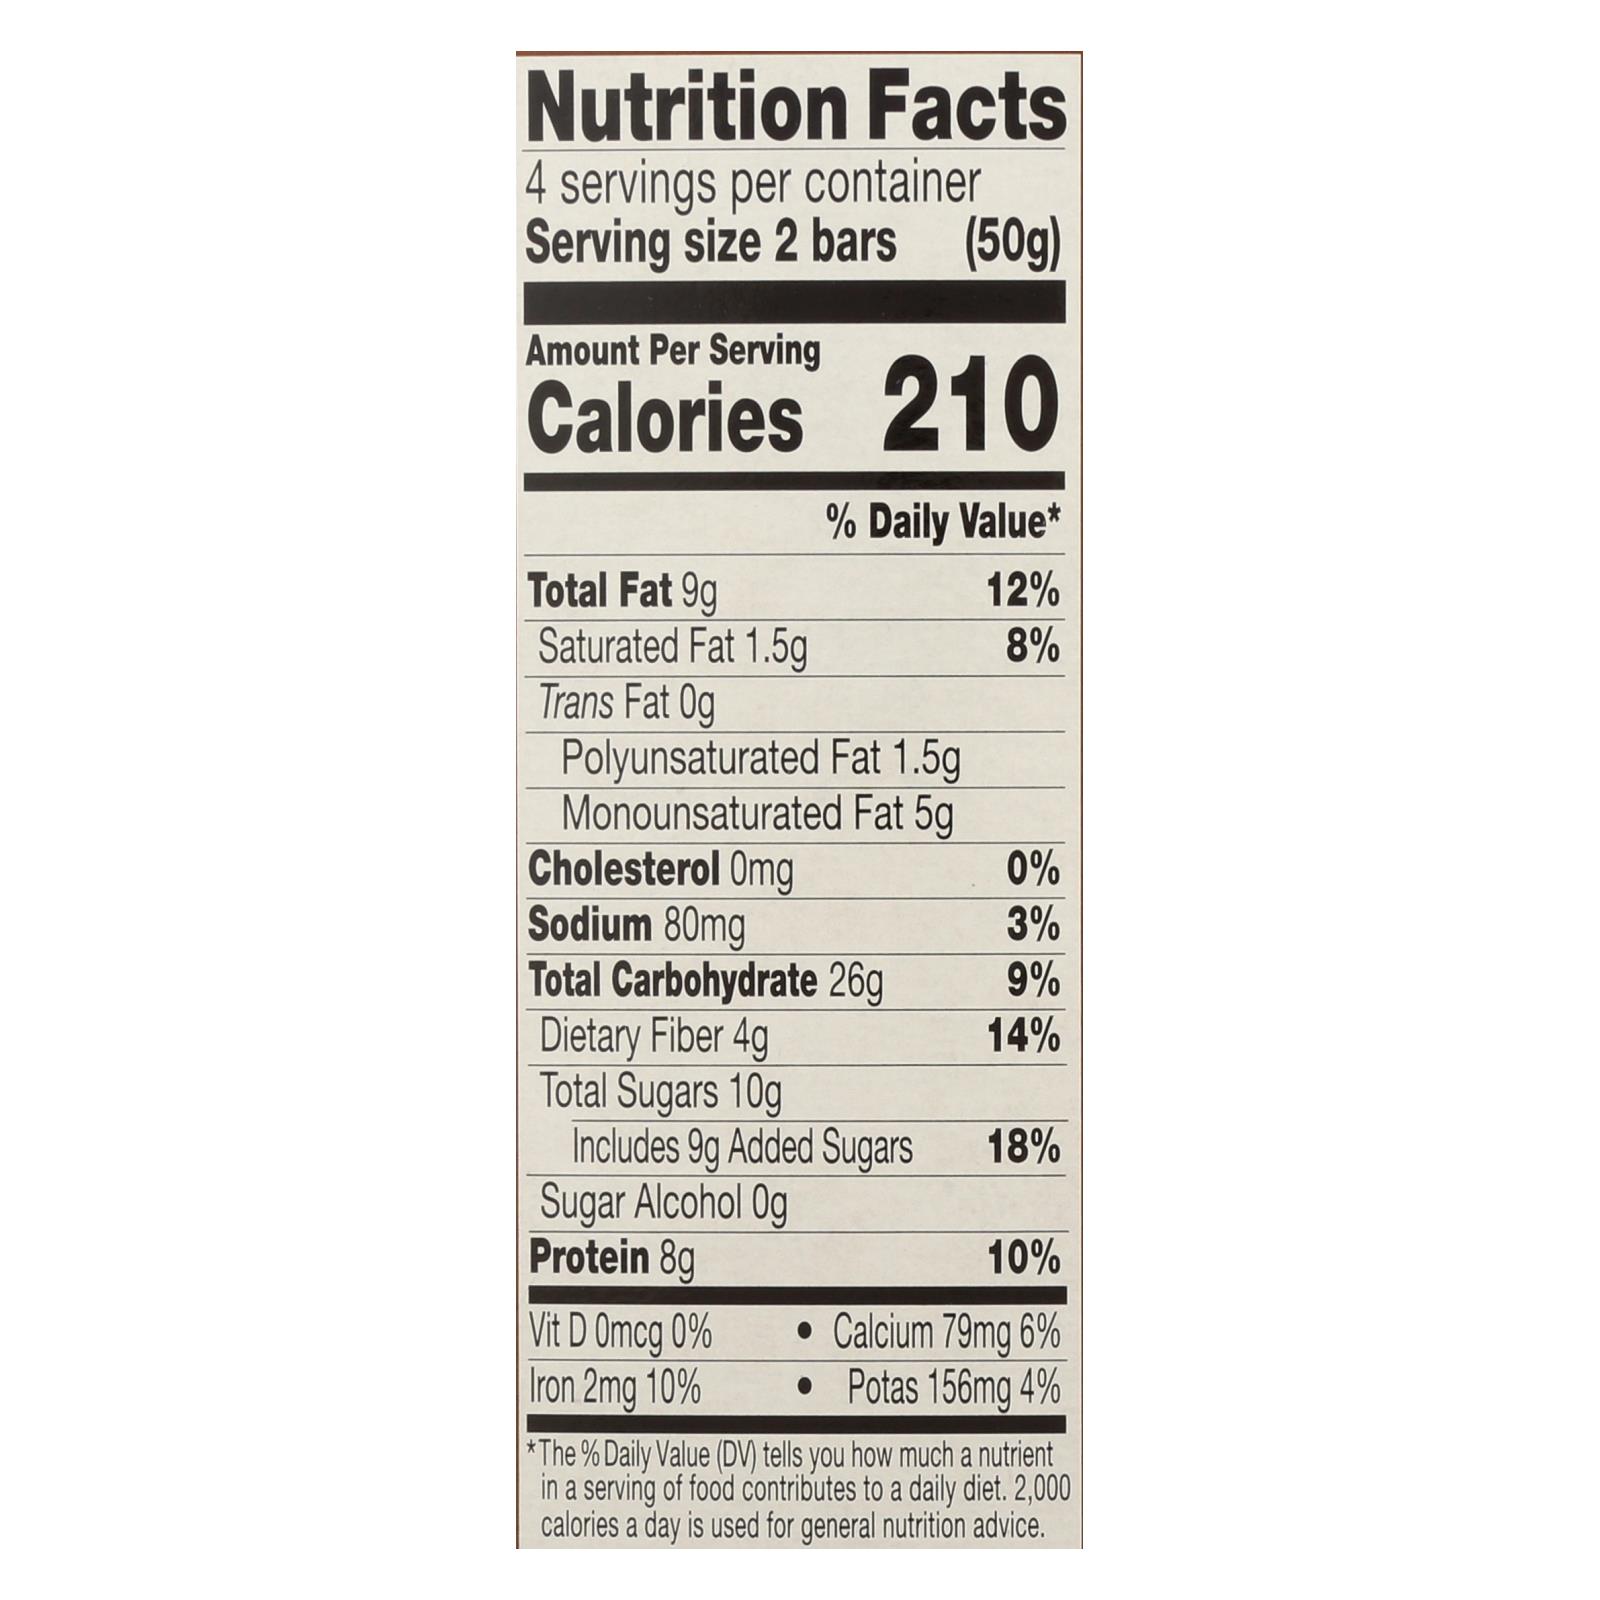 Nutrition Facts
4 servings per container
Serving size 2 bars (50g)
Amount Per Serving
Calories 210
% Daily Value*
Total Fat 9g 12%
Saturated Fat 1.5g 8%
Trans Fat 0g
Polyunsaturated Fat 1.5g
Monounsaturated Fat 5g
Cholesterol 0mg 0%
Sodium 80mg 3%
Total Carbohydrate 26g 9%
Dietary Fiber 4g 14%
Total Sugars 10g
Includes 9g Added Sugars 18%
Sugar Alcohol 0g
Protein 8g 10%
Vit D 0mcg 0% • Calcium 79mg 6%
Iron 2mg 10% • Potas 156mg 4%
*The % Daily Value (DV) tells you how much a nutrient
in a serving of food contributes to a daily diet. 2,000
calories a day is used for general nutrition advice.